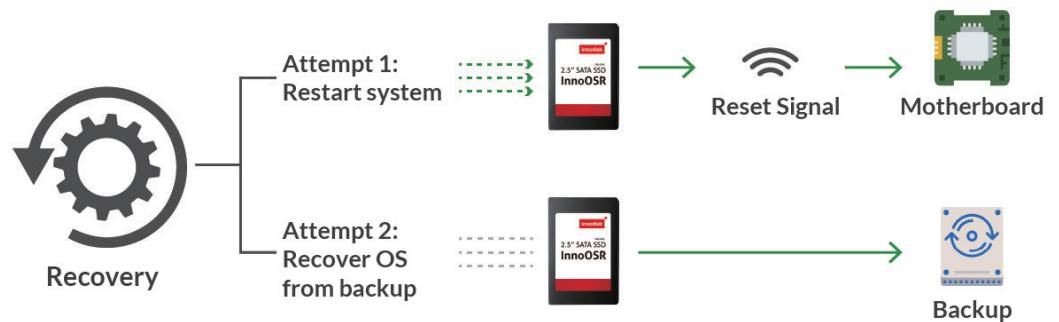 Attempt 1:
Restart system
innodisk
2.5" SATA SSD
InnoOSR
Reset Signal
Motherboard
Recovery
Attempt 2:
Recover OS
from backup
innodisk
2.5" SATA SSD
InnoOSR
Backup